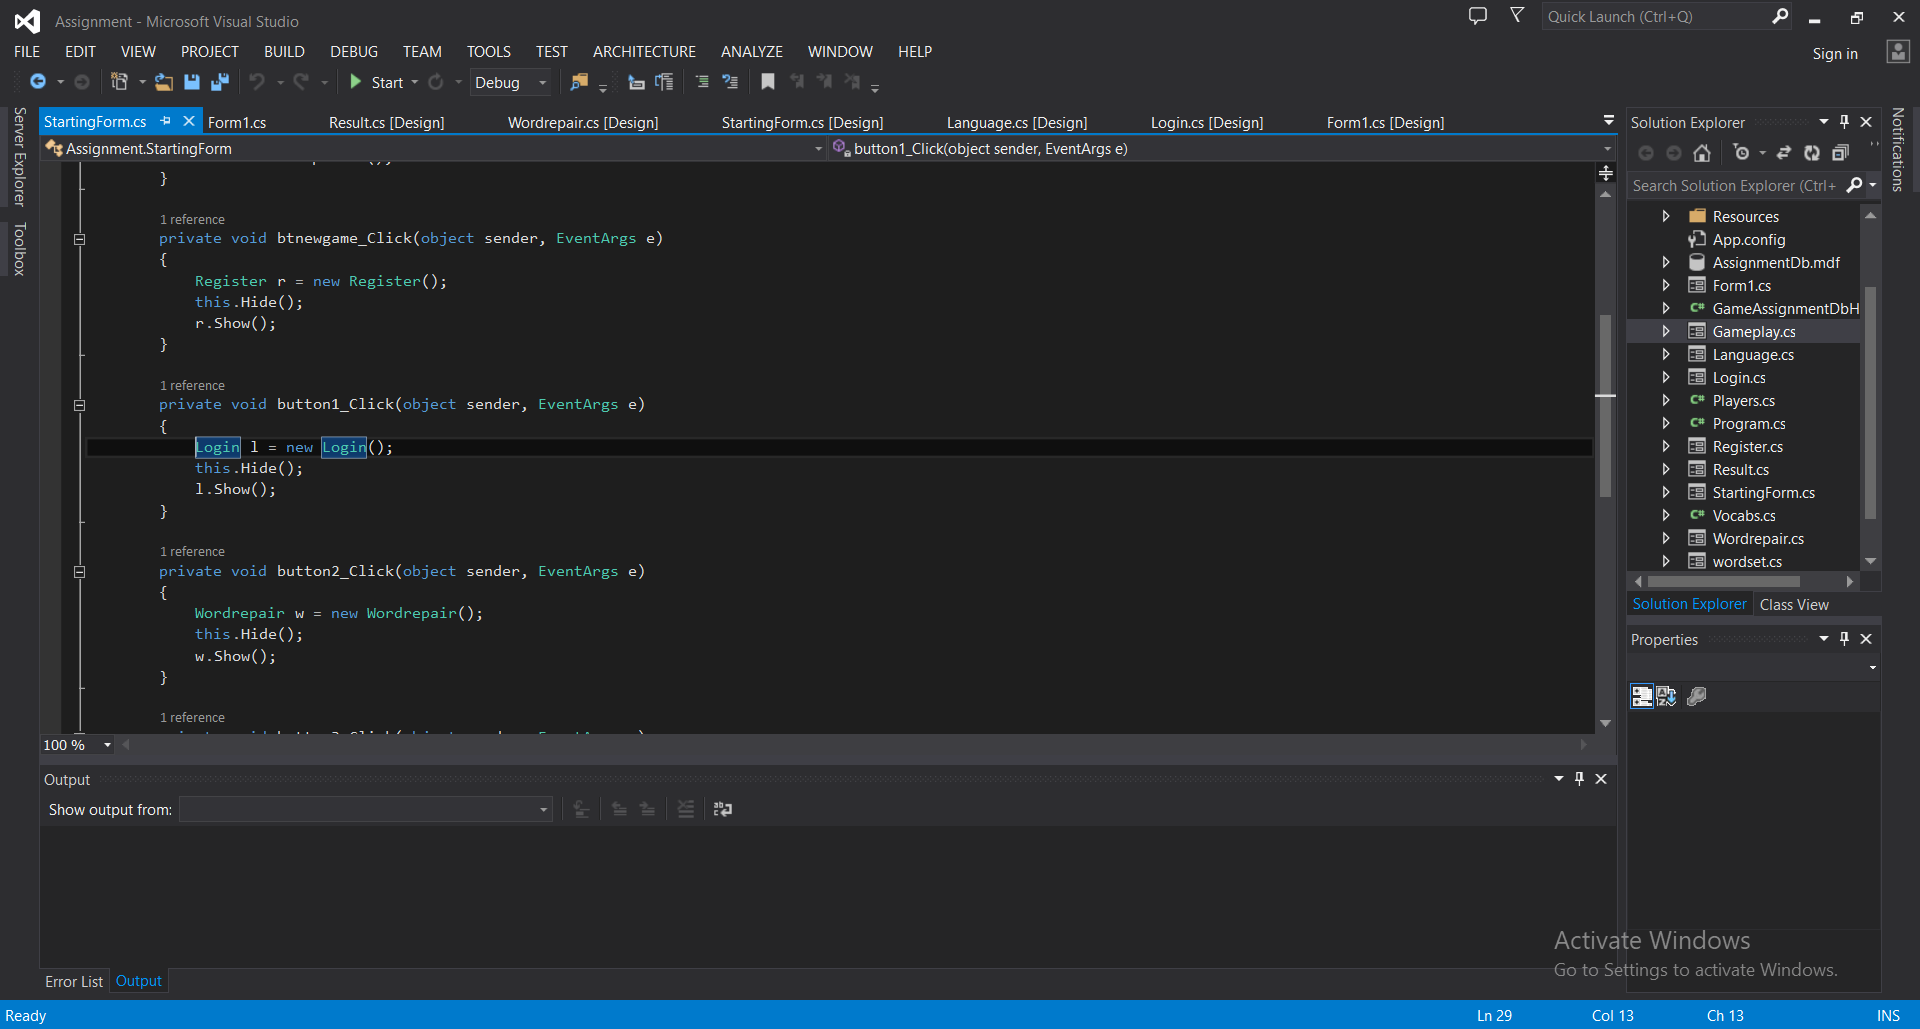 Assignment - Microsoft Visual Studio
Quick Launch (Ctrl+Q)
FILE EDIT VIEW PROJECT BUILD DEBUG TEAM TOOLS TEST ARCHITECTURE ANALYZE WINDOW HELP
Sign in
Start
Debug
Server Explorer
Toolbox
StartingForm.cs
Form1.cs
Result.cs [Design]
Wordrepair.cs [Design]
StartingForm.cs [Design]
Language.cs [Design]
Login.cs [Design]
Form1.cs [Design]
Assignment.StartingForm
button1_Click(object sender, EventArgs e)
}
1 reference
private void btnewgame_Click(object sender, EventArgs e)
{
Register r = new Register();
this.Hide();
r.Show();
}
1 reference
private void button1_Click(object sender, EventArgs e)
{
Login l = new Login();
this.Hide();
l.Show();
}
1 reference
private void button2_Click(object sender, EventArgs e)
{
Wordrepair w = new Wordrepair();
this.Hide();
w.Show();
}
1 reference
100 %
Output
Show output from:
Error List
Output
Solution Explorer
Search Solution Explorer (Ctrl+
Resources
App.config
AssignmentDb.mdf
Form1.cs
GameAssignmentDbH
Gameplay.cs
Language.cs
Login.cs
Players.cs
Program.cs
Register.cs
Result.cs
StartingForm.cs
Vocabs.cs
Wordrepair.cs
wordset.cs
Solution Explorer
Class View
Properties
Notifications
Activate Windows
Go to Settings to activate Windows.
Ready
Ln 29
Col 13
Ch 13
INS